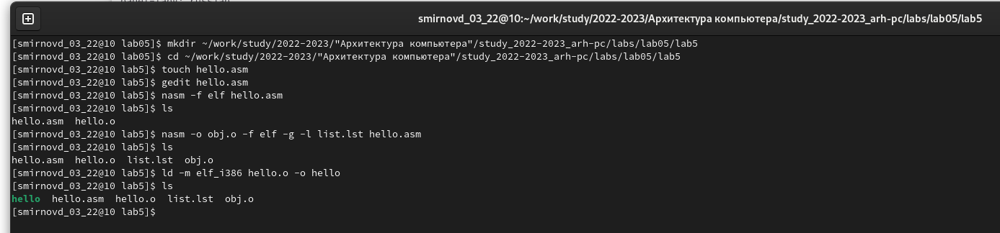 smirnovd_03_22@10:~/work/study/2022-2023/Архитектура компьютера/study_2022-2023_arh-pc/labs/lab05/lab5
[smirnovd_03_22@10 lab05]$ mkdir ~/work/study/2022-2023/"Архитектура компьютера"/study_2022-2023_arh-pc/labs/lab05/lab5
[smirnovd_03_22@10 lab05]$ cd ~/work/study/2022-2023/"Архитектура компьютера"/study_2022-2023_arh-pc/labs/lab05/lab5
[smirnovd_03_22@10 lab5]$ touch hello.asm
[smirnovd_03_22@10 lab5]$ gedit hello.asm
[smirnovd_03_22@10 lab5]$ nasm -f elf hello.asm
[smirnovd_03_22@10 lab5]$ ls
hello.asm  hello.o
[smirnovd_03_22@10 lab5]$ nasm -o obj.o -f elf -g -l list.lst hello.asm
[smirnovd_03_22@10 lab5]$ ls
hello.asm  hello.o  list.lst  obj.o
[smirnovd_03_22@10 lab5]$ ld -m elf_i386 hello.o -o hello
[smirnovd_03_22@10 lab5]$ ls
hello  hello.asm  hello.o  list.lst  obj.o
[smirnovd_03_22@10 lab5]$